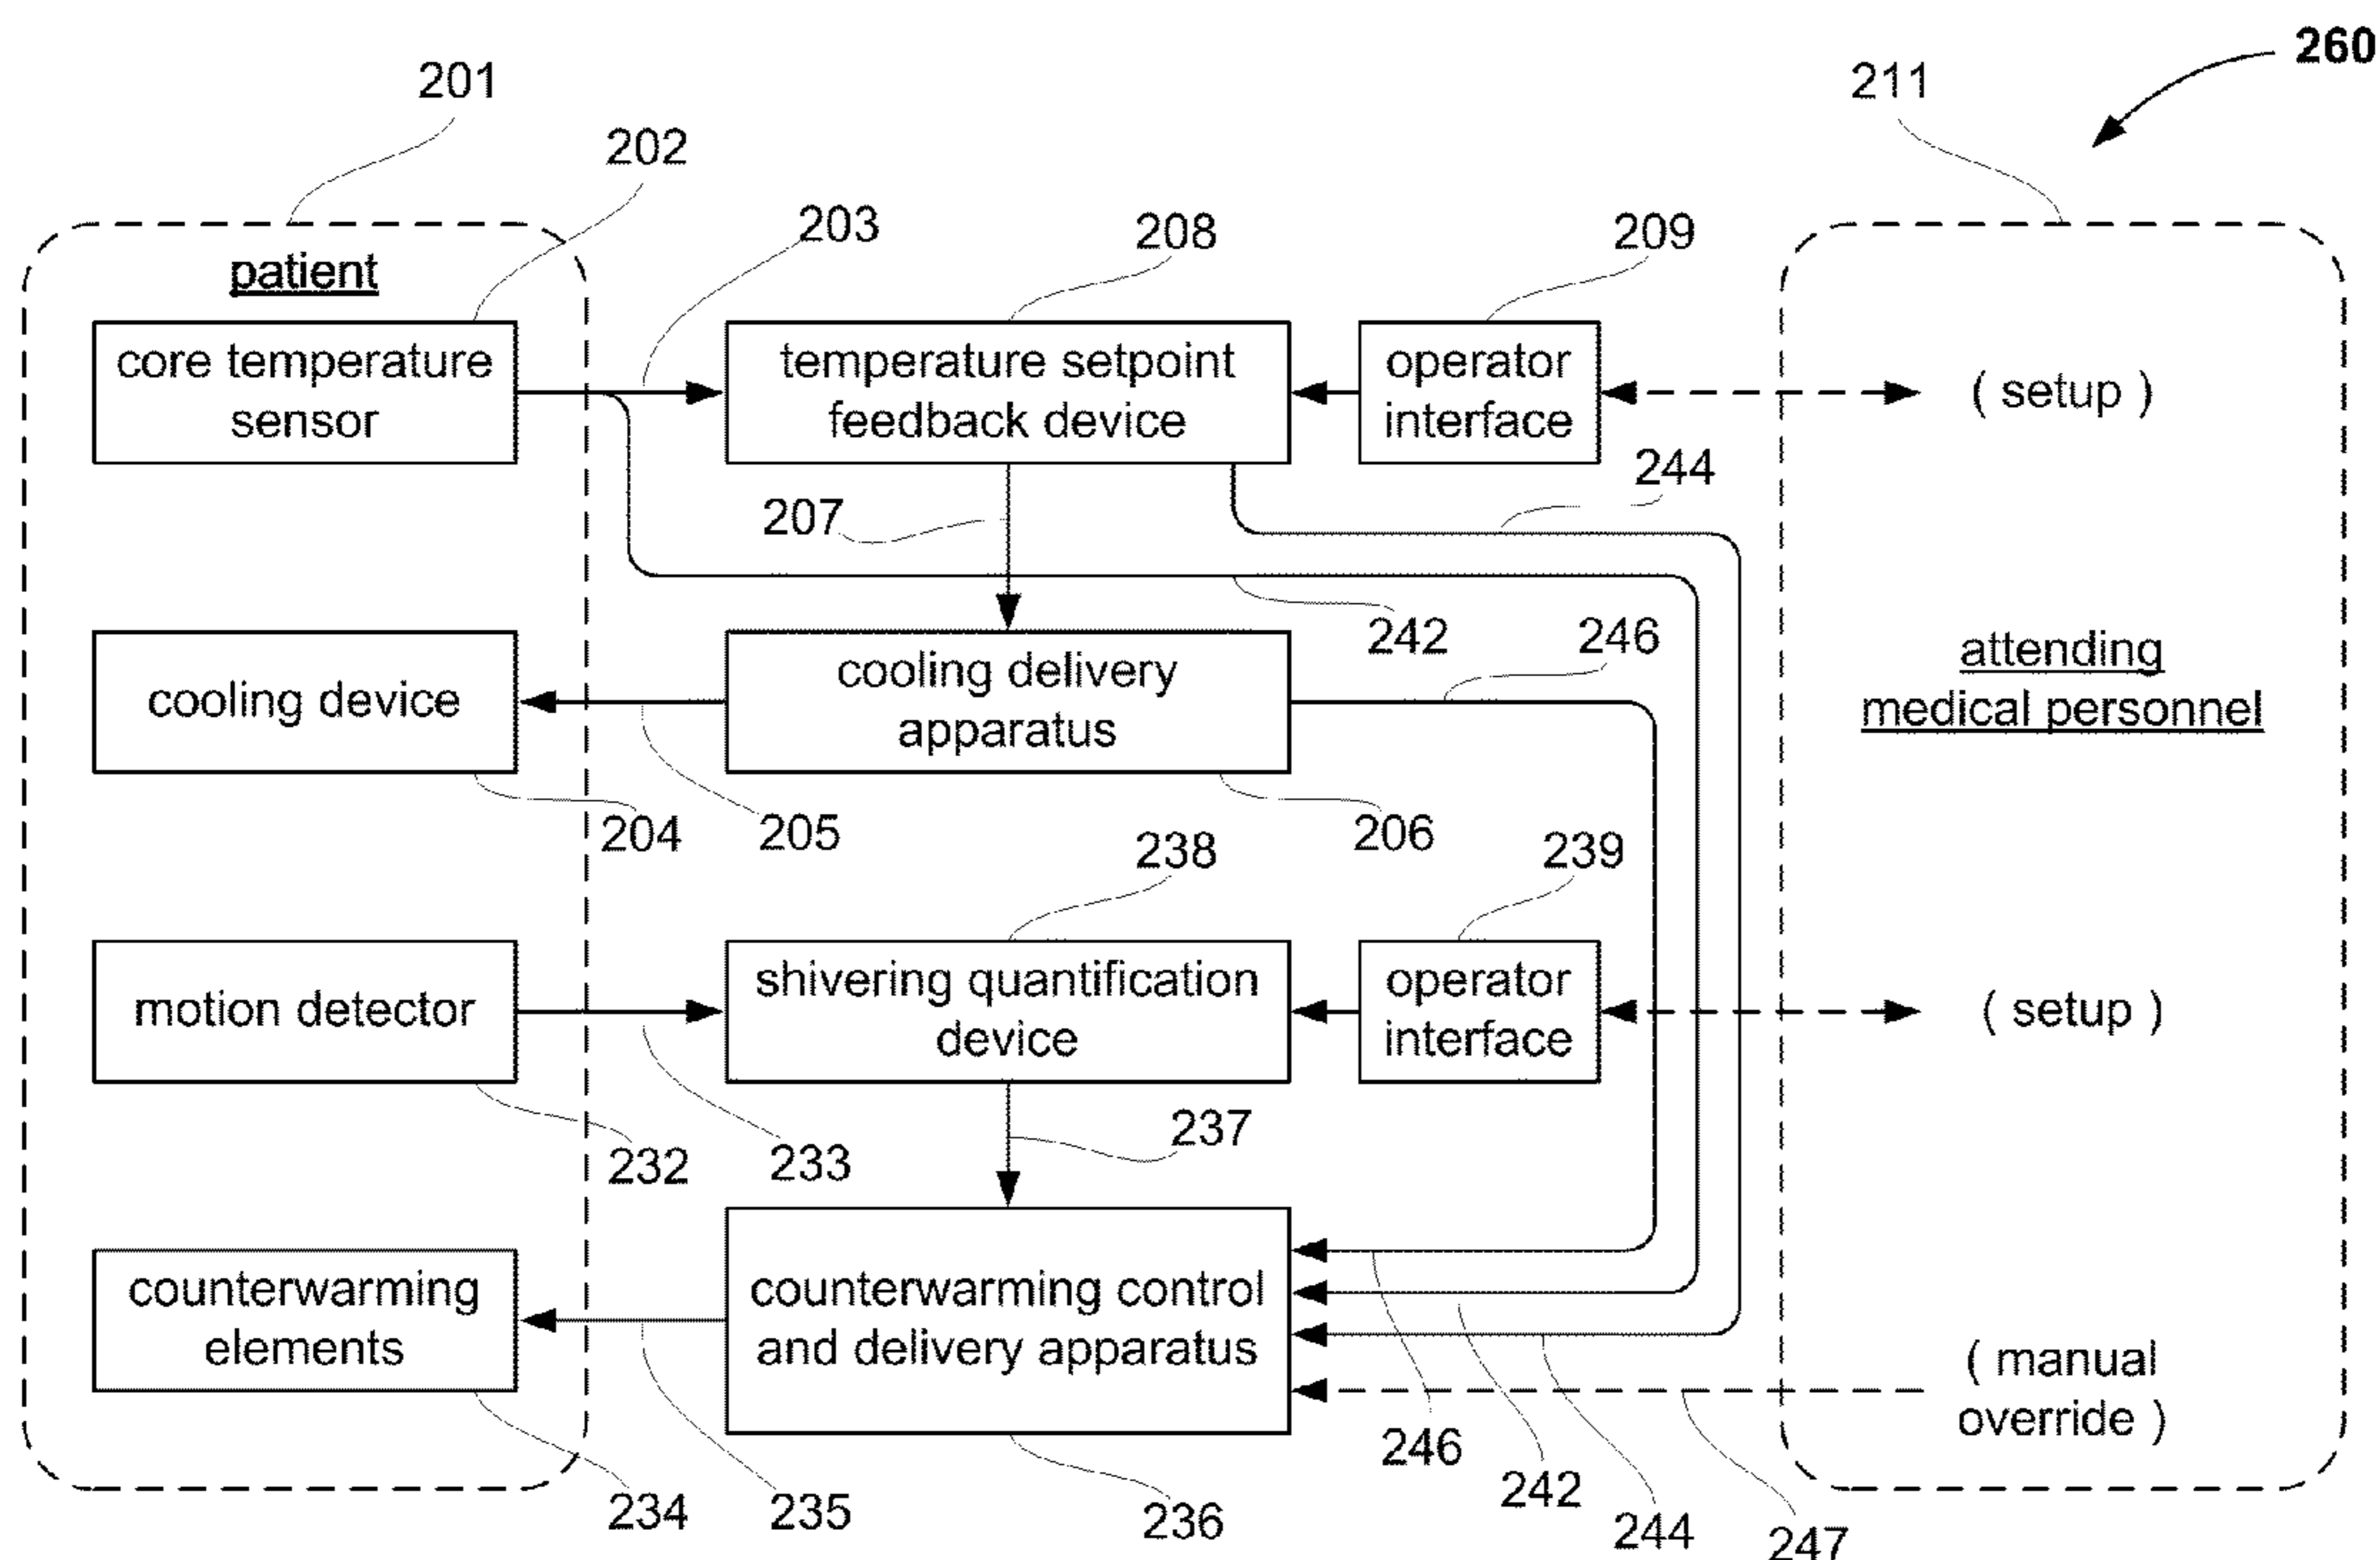 260
201
211
202
203
208
209
patient
core temperature
sensor
temperature setpoint
feedback device
operator
interface
( setup )
244
207
242
246
cooling device
cooling delivery
apparatus
attending
medical personnel
204
205
206
238
239
motion detector
shivering quantification
device
operator
interface
( setup )
232
233
237
counterwarming
elements
counterwarming control
and delivery apparatus
( manual
override )
234
235
236
246
242
244
247